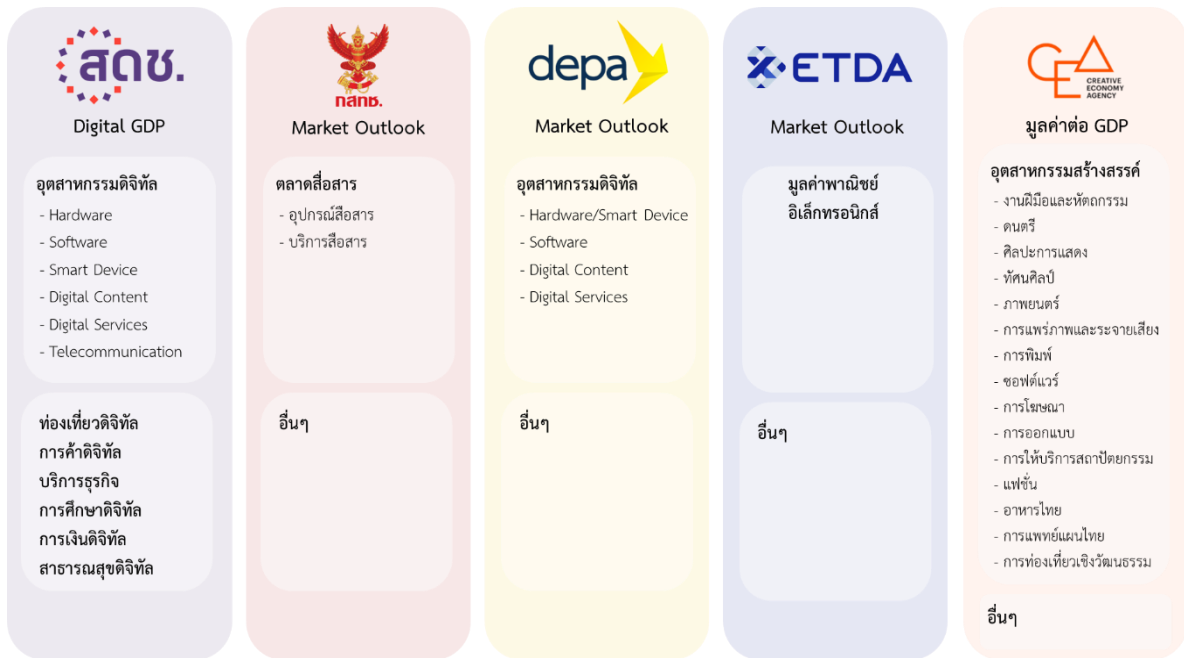 สดช.
Digital GDP
อุตสาหกรรมดิจิทัล
- Hardware
- Software
- Smart Device
- Digital Content
- Digital Services
- Telecommunication
ท่องเที่ยวดิจิทัล
การค้าดิจิทัล
บริการธุรกิจ
การศึกษาดิจิทัล
การเงินดิจิทัล
สาธารณสุขดิจิทัล
กสทช.
Market Outlook
ตลาดสื่อสาร
- อุปกรณ์สื่อสาร
- บริการสื่อสาร
อื่นๆ
depa
Market Outlook
อุตสาหกรรมดิจิทัล
- Hardware/Smart Device
- Software
- Digital Content
- Digital Services
อื่นๆ
ETDA
Market Outlook
มูลค่าพาณิชย์
อิเล็กทรอนิกส์
อื่นๆ
CEA
CREATIVE
ECONOMY
AGENCY
มูลค่าต่อ GDP
อุตสาหกรรมสร้างสรรค์
- งานฝีมือและหัตถกรรม
- ดนตรี
- ศิลปะการแสดง
- ทัศนศิลป์
- ภาพยนตร์
- การแพร่ภาพและระจายเสียง
- การพิมพ์
- ซอฟต์แวร์
- การโฆษณา
- การออกแบบ
- การให้บริการสถาปัตยกรรม
- แฟชั่น
- อาหารไทย
- การแพทย์แผนไทย
- การท่องเที่ยวเชิงวัฒนธรรม
อื่นๆ